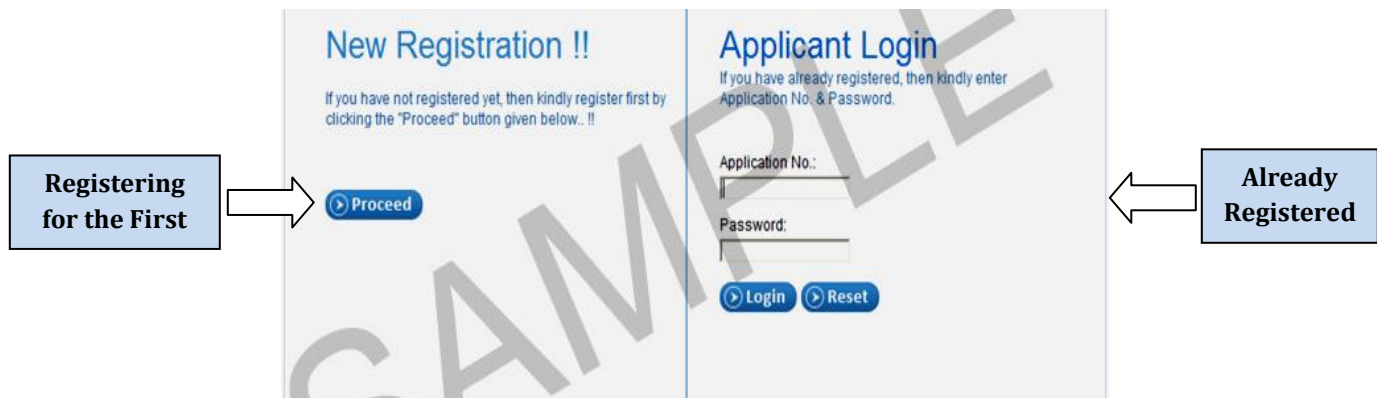 New Registration !!
If you have not registered yet, then kindly register first by
clicking the "Proceed" button given below.. !!
Proceed
Applicant Login
If you have already registered, then kindly enter
Application No. & Password.
Application No.:
Password:
Login Reset
Registering
for the First
Already
Registered
SAMPLE